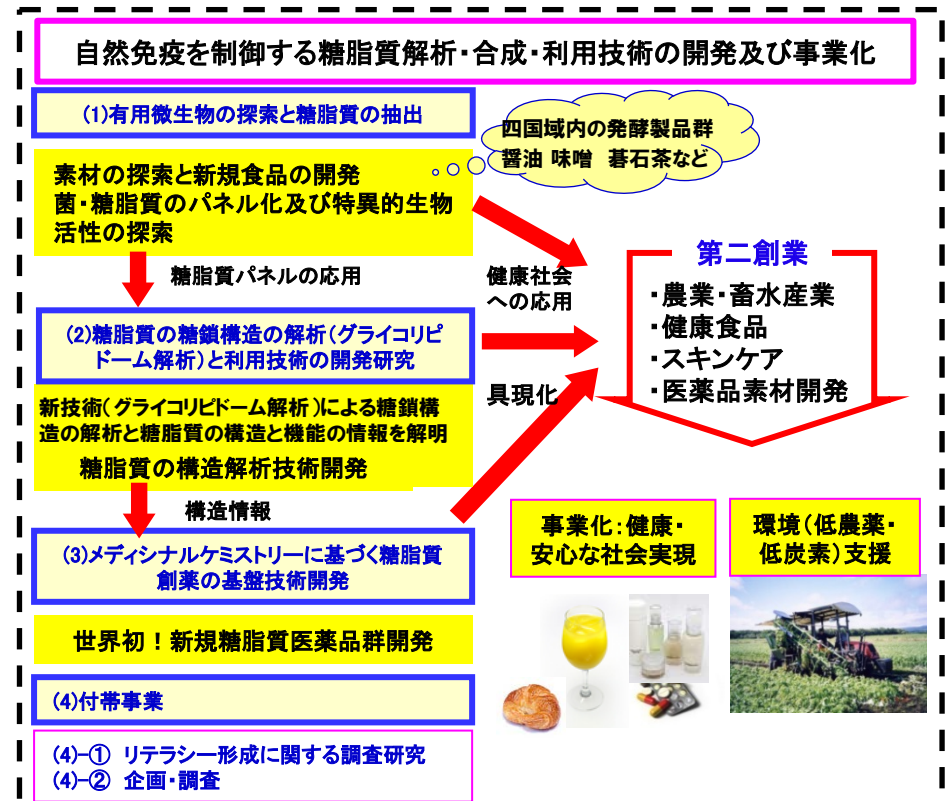 自然免疫を制御する糖脂質解析・合成・利用技術の開発及び事業化
(1)有用微生物の探索と糖脂質の抽出
四国域内の発酵製品群
醤油 味噌 碁石茶など
素材の探索と新規食品の開発
菌・糖脂質のパネル化及び特異的生物
活性の探索
糖脂質パネルの応用
健康社会
への応用
第二創業
・農業・畜水産業
・健康食品
・スキンケア
・医薬品素材開発
(2)糖脂質の糖鎖構造の解析(グライコリピ
ドーム解析)と利用技術の開発研究
具現化
新技術(グライコリピドーム解析)による糖鎖構
造の解析と糖脂質の構造と機能の情報を解明
糖脂質の構造解析技術開発
構造情報
(3)メディシナルケミストリーに基づく糖脂質
創薬の基盤技術開発
事業化:健康・
安心な社会実現
環境(低農薬・
低炭素)支援
世界初！新規糖脂質医薬品群開発
(4)付帯事業
(4)-① リテラシー形成に関する調査研究
(4)-② 企画・調査